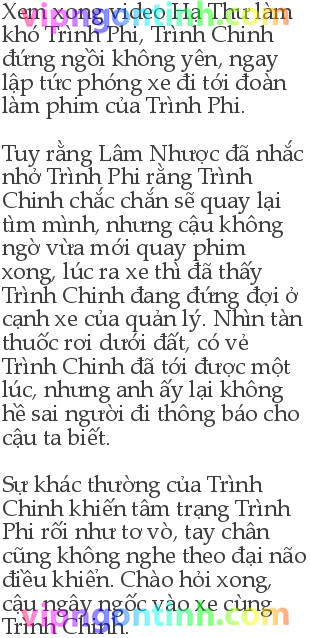 Xem xong video Hạ Thư làm
khó Trình Phi, Trình Chinh
đứng ngồi không yên, ngay
lập tức phóng xe đi tới đoàn
làm phim của Trình Phi.
Tuy rằng Lâm Nhược đã nhắc
nhở Trình Phi rằng Trình
Chinh chắc chắn sẽ quay lại
tìm mình, nhưng cậu không
ngờ vừa mới quay phim
xong, lúc ra xe thì đã thấy
Trình Chinh đang đứng đợi ở
cạnh xe của quản lý. Nhìn tàn
thuốc rơi dưới đất, có vẻ
Trình Chinh đã tới được một
lúc, nhưng anh ấy lại không
hề sai người đi thông báo cho
cậu ta biết.
Sự khác thường của Trình
Chinh khiến tâm trạng Trình
Phi rối như tơ vò, tay chân
cũng không nghe theo đại não
điều khiển. Chào hỏi xong,
cậu ngây ngốc vào xe cùng
Trình Chinh.
vipngontinh.com
vipngontinh.com